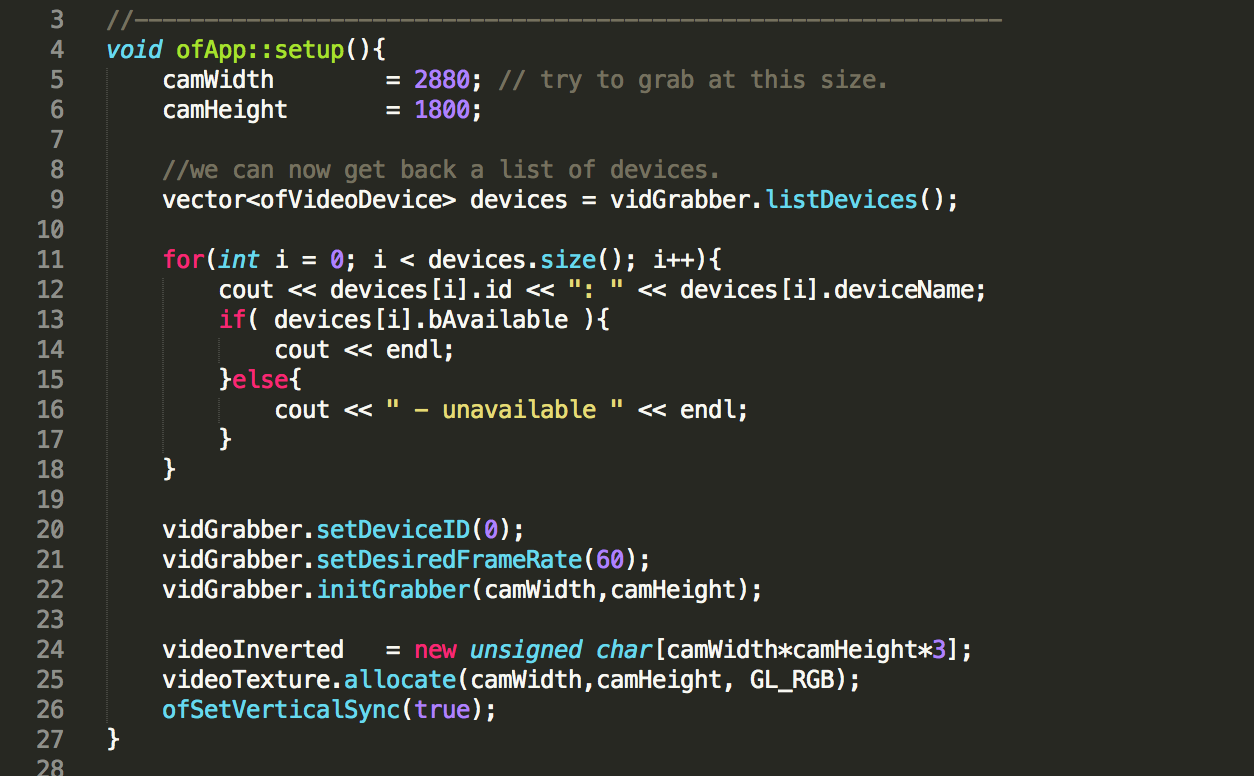 3 //——————————————————————————————————————————————————————————————
4 void ofApp::setup(){
5     camWidth        = 2880; // try to grab at this size.
6     camHeight       = 1800;
7
8     //we can now get back a list of devices.
9     vector<ofVideoDevice> devices = vidGrabber.listDevices();
10
11     for(int i = 0; i < devices.size(); i++){
12         cout << devices[i].id << ": " << devices[i].deviceName;
13         if( devices[i].bAvailable ){
14             cout << endl;
15         }else{
16             cout << " - unavailable " << endl;
17         }
18     }
19
20     vidGrabber.setDeviceID(0);
21     vidGrabber.setDesiredFrameRate(60);
22     vidGrabber.initGrabber(camWidth,camHeight);
23
24     videoInverted   = new unsigned char[camWidth*camHeight*3];
25     videoTexture.allocate(camWidth,camHeight, GL_RGB);
26     ofSetVerticalSync(true);
27 }
28